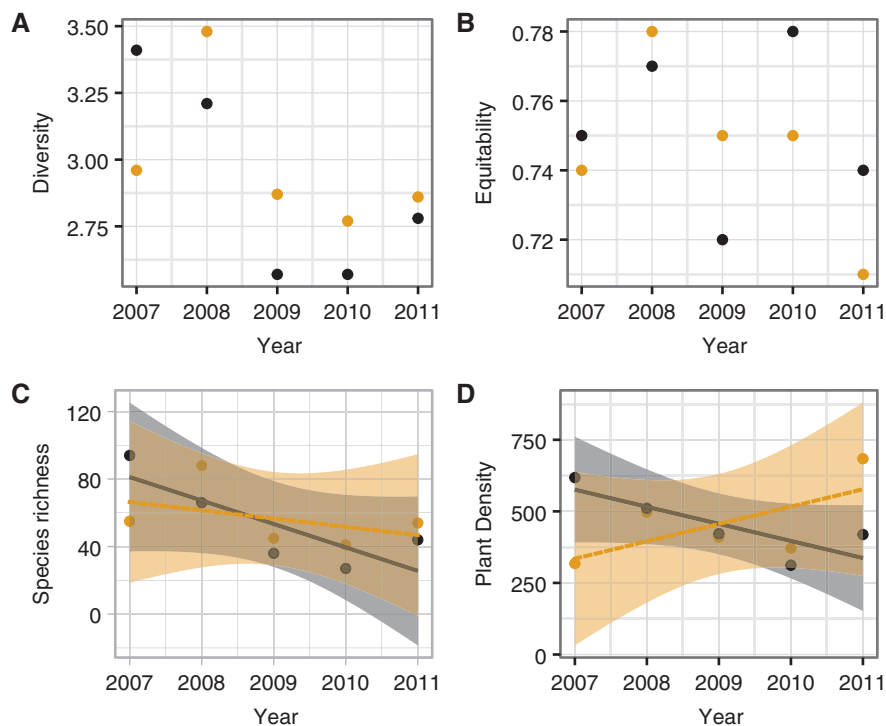 A
Diversity
3.50
3.25
3.00
2.75
2007 2008 2009 2010 2011
Year
B
Equitability
0.78
0.76
0.74
0.72
2007 2008 2009 2010 2011
Year
C
Species richness
120
80
40
0
2007 2008 2009 2010 2011
Year
D
Plant Density
750
500
250
0
2007 2008 2009 2010 2011
Year